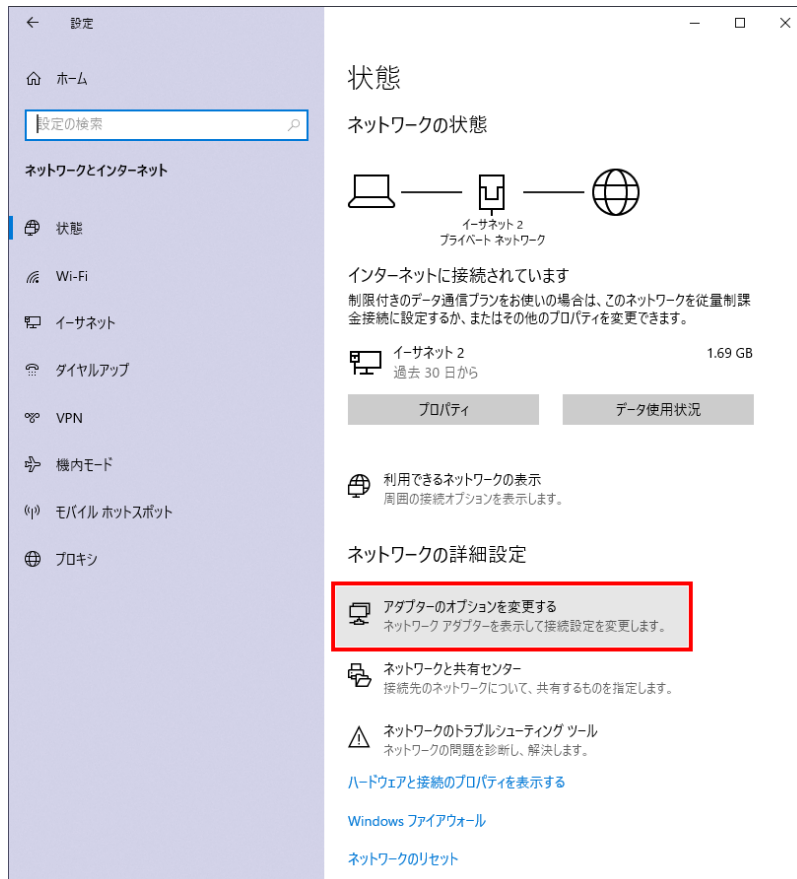 設定
ホーム
設定の検索
ネットワークとインターネット
状態
Wi-Fi
イーサネット
ダイヤルアップ
VPN
機内モード
モバイル ホットスポット
プロキシ
状態
ネットワークの状態
イーサネット 2
プライベート ネットワーク
インターネットに接続されています
制限付きのデータ通信プランをお使いの場合は、このネットワークを従量制課
金接続に設定するか、またはその他のプロパティを変更できます。
イーサネット 2
1.69 GB
過去 30 日から
プロパティ
データ使用状況
利用できるネットワークの表示
周囲の接続オプションを表示します。
ネットワークの詳細設定
アダプターのオプションを変更する
ネットワーク アダプターを表示して接続設定を変更します。
ネットワークと共有センター
接続先のネットワークについて、共有するものを指定します。
ネットワークのトラブルシューティング ツール
ネットワークの問題を診断し、解決します。
ハードウェアと接続のプロパティを表示する
Windows ファイアウォール
ネットワークのリセット